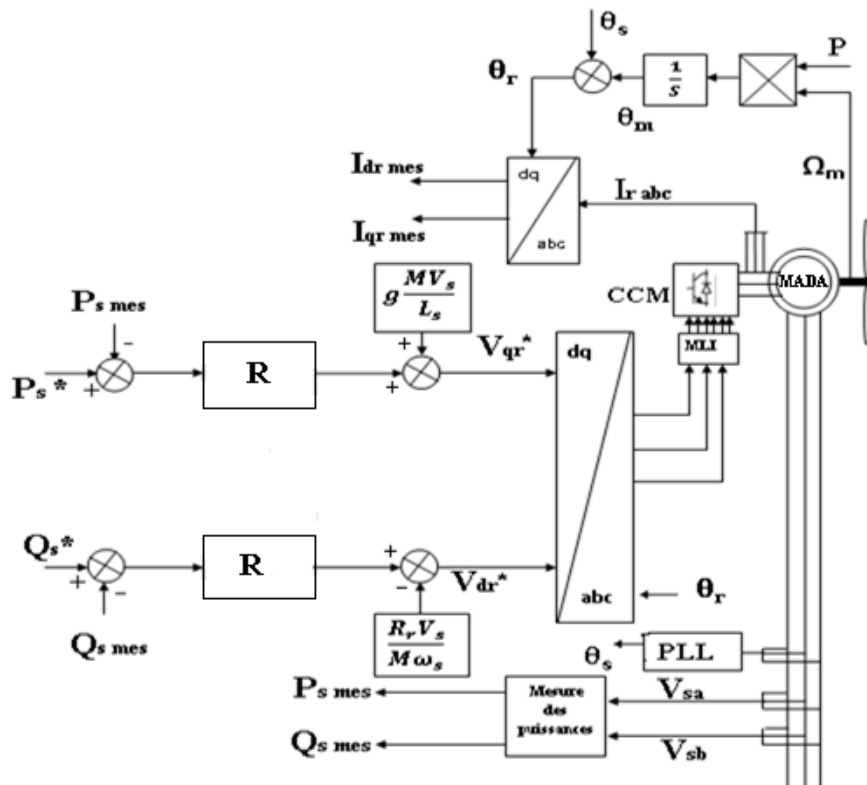 θs
P
θr
1/S
θm
Ωm
dq
abc
Idr mes
Iqr mes
Ir abc
MADA
CCM
MLI
g MVs/Ls
Ps mes
-
+
Ps*
R
+
+
Vqr*
dq
abc
Qs*
+
-
Qs mes
R
+
-
Vdr*
RrVs/Mωs
θr
θs
PLL
Ps mes
Qs mes
Mesure
des
puissances
Vsa
Vsb